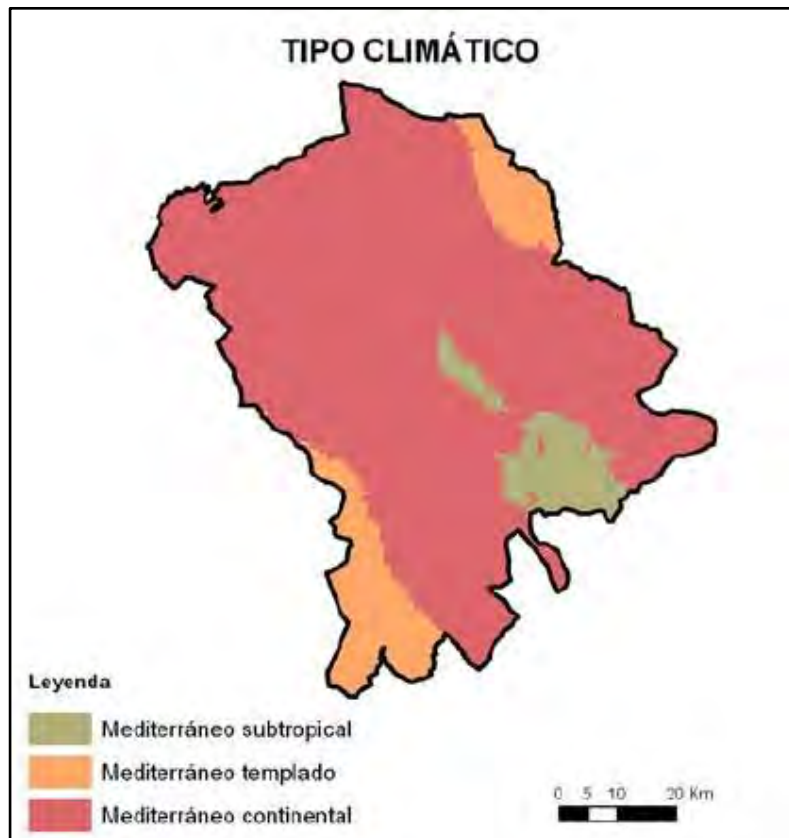 TIPO CLIMÁTICO
Leyenda
Mediterráneo subtropical
Mediterráneo templado
Mediterráneo continental
0 5 10 20 Km